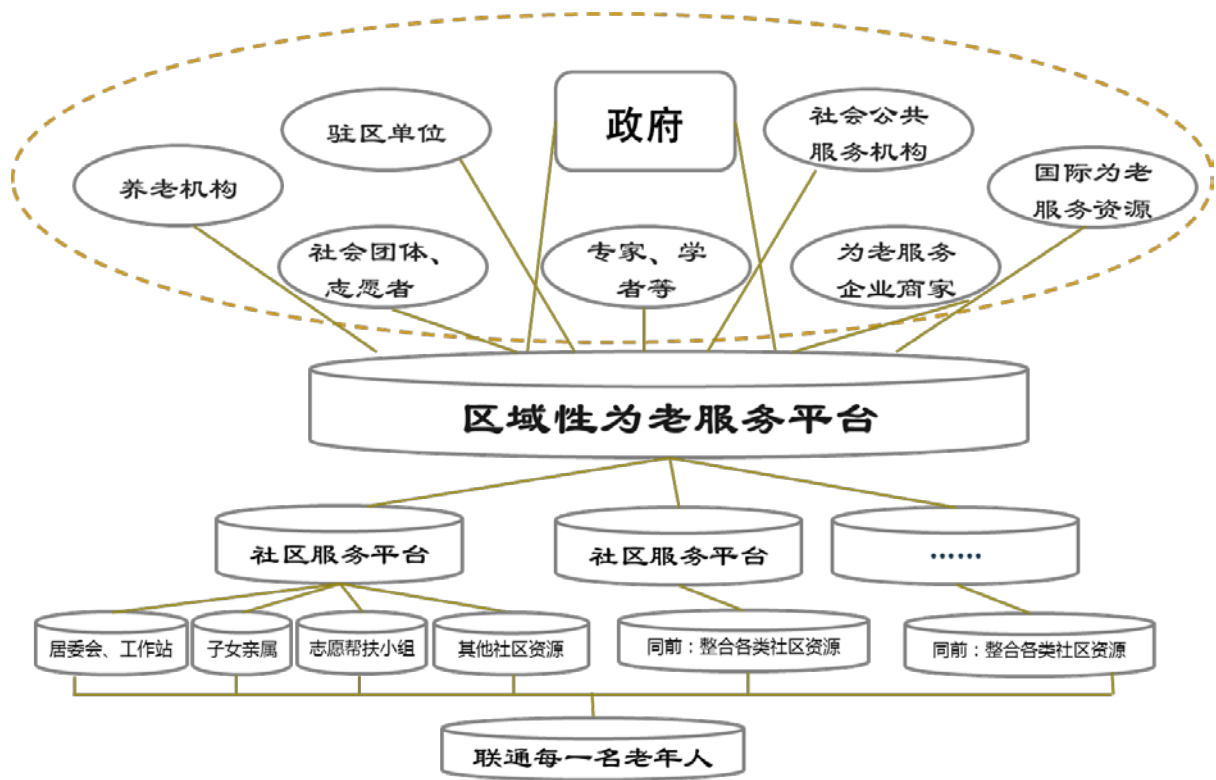 政府
驻区单位
社会公共
服务机构
养老机构
国际为老
服务资源
社会团体、
志愿者
专家、学
者等
为老服务
企业商家
区域性为老服务平台
社区服务平台
社区服务平台
……
居委会、工作站
子女亲属
志愿帮扶小组
其他社区资源
同前：整合各类社区资源
同前：整合各类社区资源
联通每一名老年人